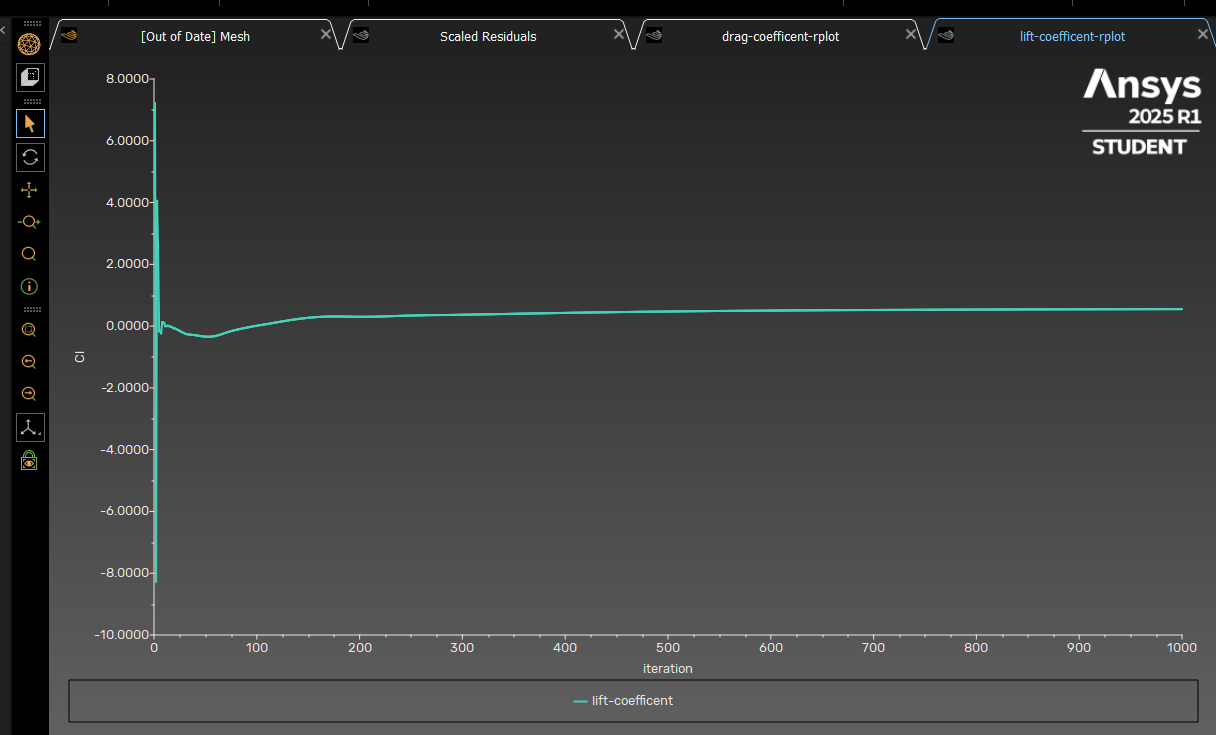 [Out of Date] Mesh
Scaled Residuals
drag-coefficent-rplot
lift-coefficent-rplot
Ansys
2025 R1
STUDENT
8.0000
6.0000
4.0000
2.0000
0.0000
Cl
-2.0000
-4.0000
-6.0000
-8.0000
-10.0000
0 100 200 300 400 500 600 700 800 900 1000
iteration
lift-coefficent